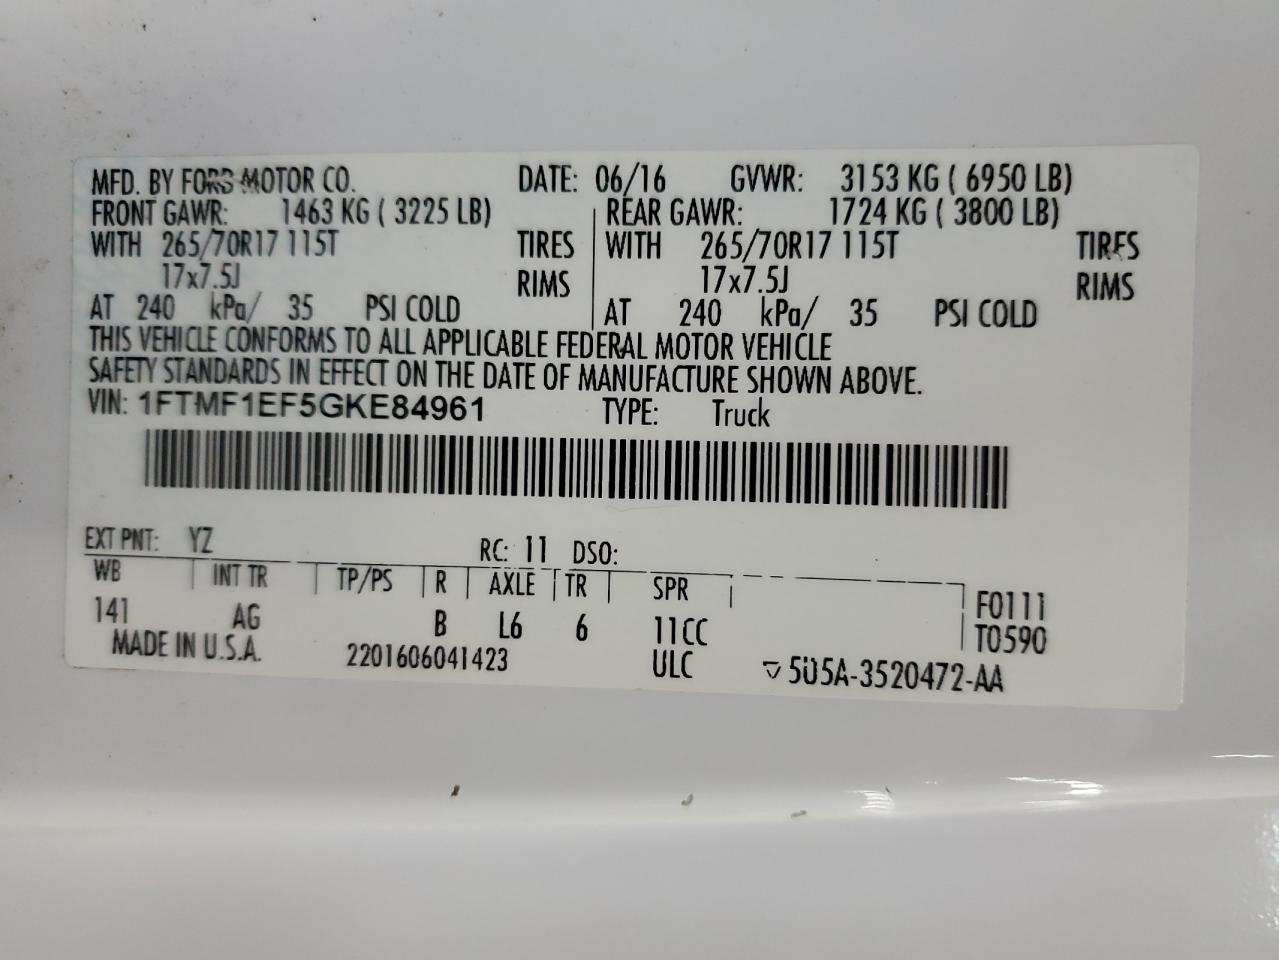 MFD. BY FORD MOTOR CO. DATE: 06/16 GVWR: 3153 KG ( 6950 LB)
FRONT GAWR: 1463 KG ( 3225 LB) REAR GAWR: 1724 KG ( 3800 LB)
WITH 265/70R17 115T TIRES WITH 265/70R17 115T TIRES
17x7.5J RIMS 17x7.5J RIMS
AT 240 kPa/ 35 PSI COLD AT 240 kPa/ 35 PSI COLD
THIS VEHICLE CONFORMS TO ALL APPLICABLE FEDERAL MOTOR VEHICLE
SAFETY STANDARDS IN EFFECT ON THE DATE OF MANUFACTURE SHOWN ABOVE.
VIN: 1FTMF1EF5GKE84961 TYPE: Truck
EXT PNT: YZ RC: 11 DSO:
WB INT TR TP/PS R AXLE TR SPR F0111
141 AG B L6 6 11CC T0590
MADE IN U.S.A. 2201606041423 ULC 5U5A-3520472-AA